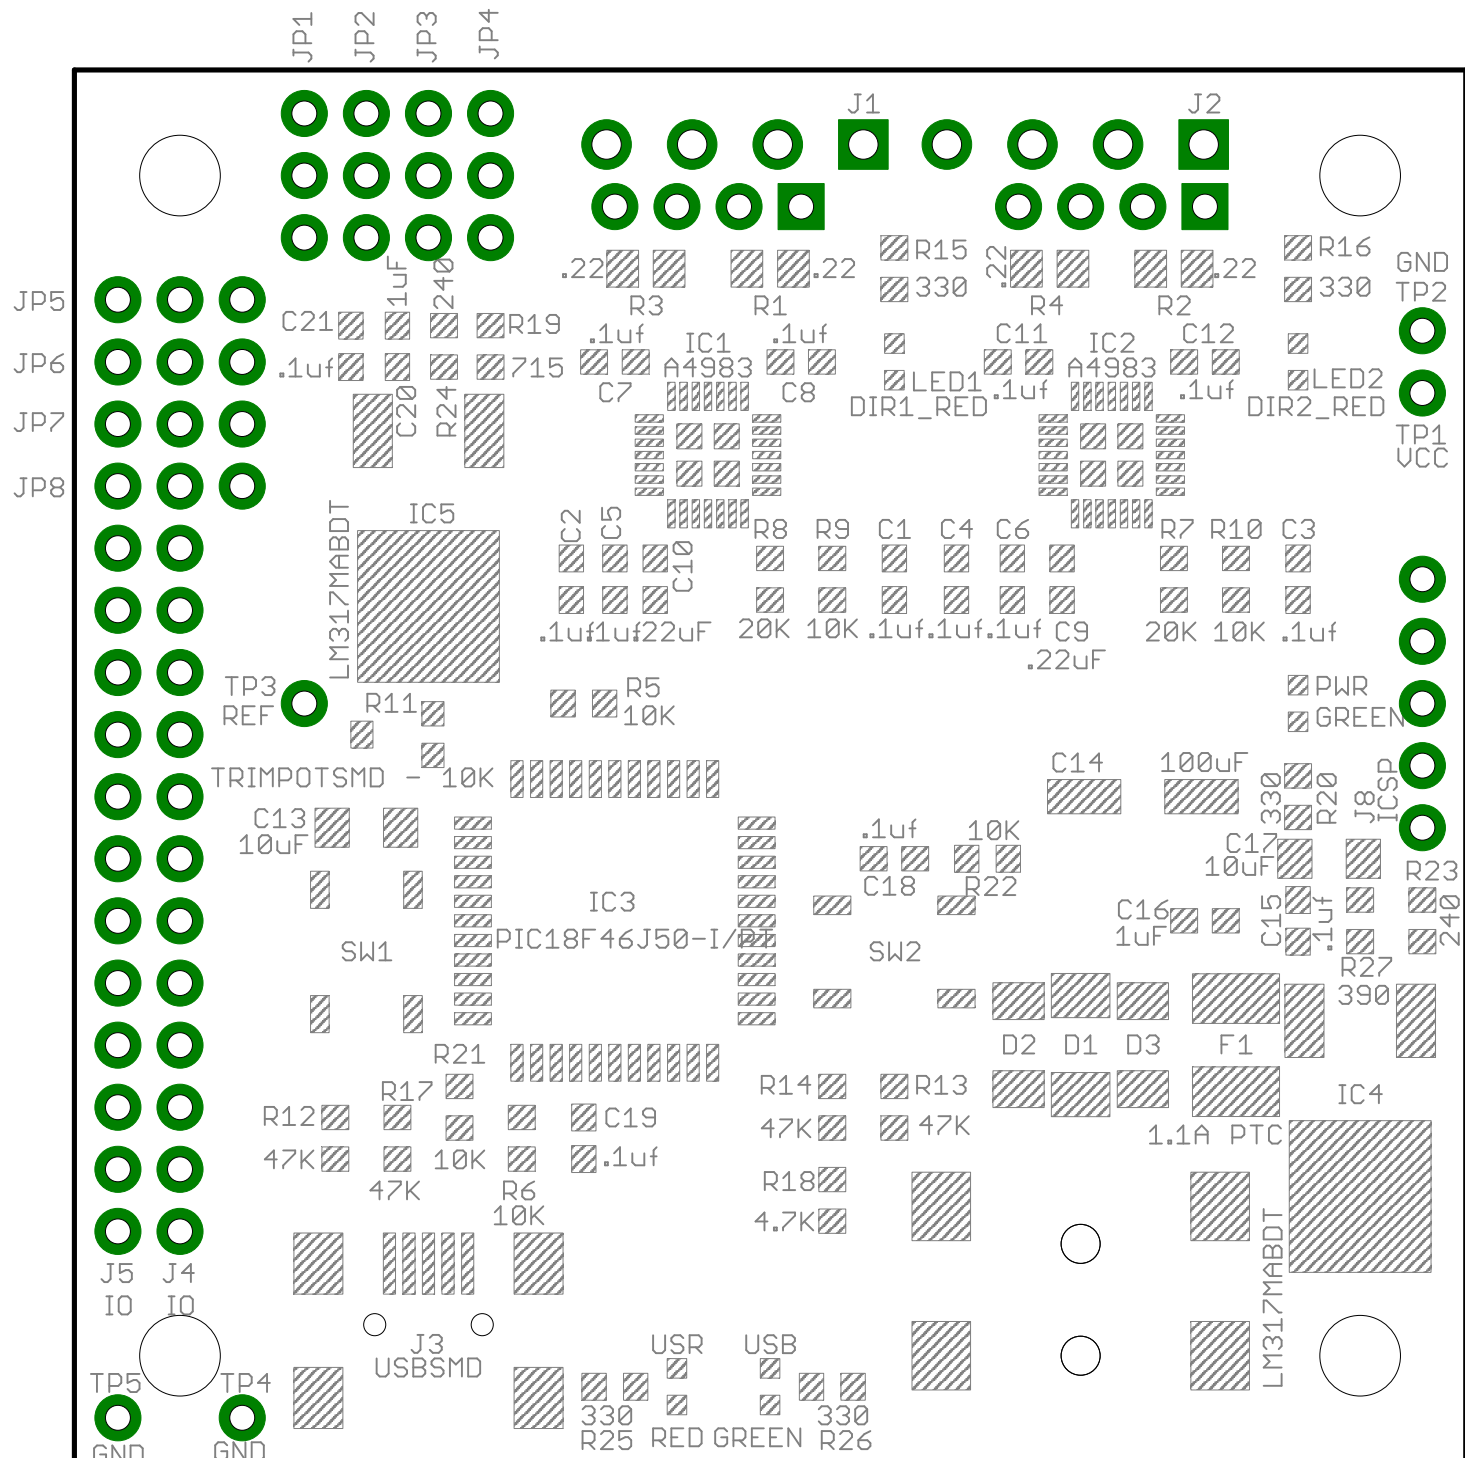 JP1
JP2
JP3
JP4
J1
J2
.22
R3
R1
.22
R15
330
.22
R4
R2
.22
R16
330
GND
TP2
JP5
JP6
JP7
JP8
C21
.1uf
1uF
C20
240
R24
R19
715
.1uf
C7
IC1
A4983
.1uf
C8
LED1
DIR1_RED
C11
.1uf
IC2
A4983
C12
.1uf
LED2
DIR2_RED
TP1
VCC
IC5
LM317MABDT
C2
C5
C10
.1uf
.1uf
.22uF
R8
20K
R9
10K
C1
.1uf
C4
.1uf
C6
.1uf
C9
.22uF
R7
20K
R10
10K
C3
.1uf
TP3
REF
R11
TRIMPOTSMD - 10K
R5
10K
PWR
GREEN
C14
100uF
330
R20
J8
ICSP
C13
10uF
.1uf
C18
10K
R22
C17
10uF
R23
240
IC3
PIC18F46J50-I/PT
SW1
SW2
C16
1uF
C15
.1uf
R27
390
D2
D1
D3
F1
1.1A PTC
IC4
LM317MABDT
R21
10K
R17
47K
R12
47K
R6
10K
C19
.1uf
R14
47K
R13
47K
R18
4.7K
J5
IO
J4
IO
J3
USBSMD
USR
RED
USB
GREEN
330
R25
330
R26
TP5
GND
TP4
GND